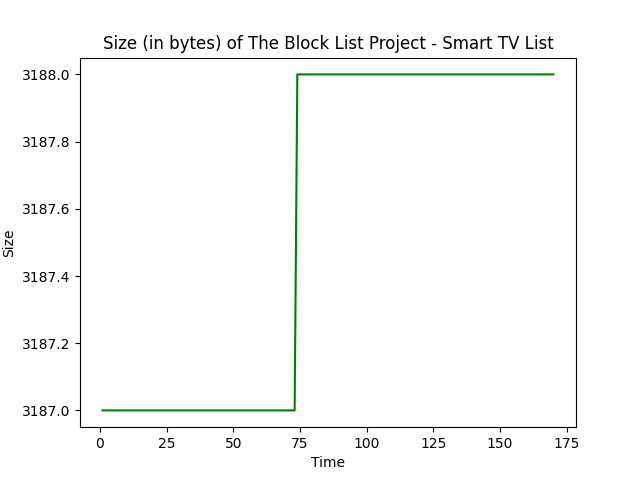 Size (in bytes) of The Block List Project - Smart TV List
3188.0
3187.8
3187.6
3187.4
3187.2
3187.0
Size
0 25 50 75 100 125 150 175
Time